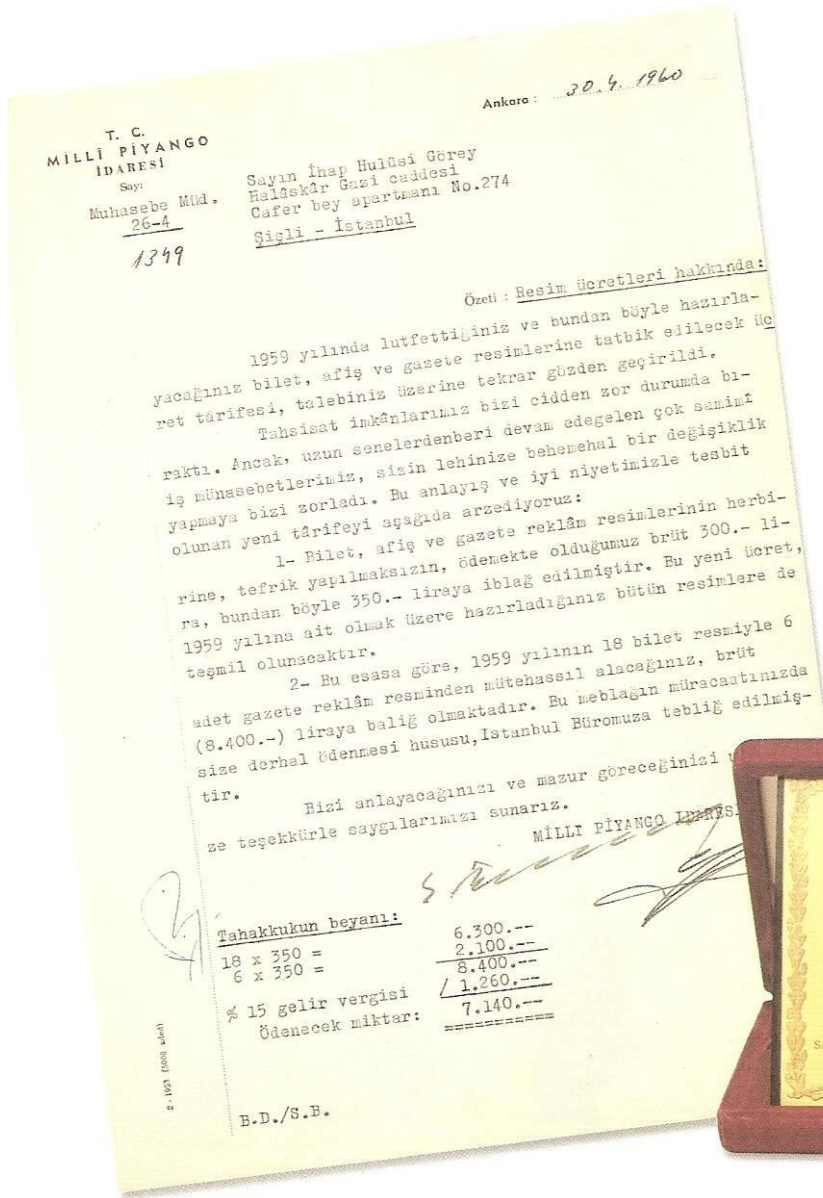 Ankara : 30.4.1960
T. C.
MİLLÎ PİYANGO
İDARESİ
Sayı
Muhasebe Müd.
26-4
1349
Sayın İhap Hulûsi Görey
Halâskâr Gazi caddesi
Cafer bey apartmanı No.274
Şişli - İstanbul
Özeti : Resim ücretleri hakkında:
1959 yılında lutfettiğiniz ve bundan böyle hazırla-
yacağınız bilet, afiş ve gazete resimlerine tatbik edilecek üc
ret târifesi, talebiniz üzerine tekrar gözden geçirildi.
Tahsisat imkânlarımız bizi cidden zor durumda bı-
raktı. Ancak, uzun senelerdenberi devam edegelen çok samimî
iş münasebetlerimiz, sizin lehinize behemehal bir değişiklik
yapmaya bizi zorladı. Bu anlayış ve iyi niyetimizle tesbit
olunan yeni târifeyi aşağıda arzediyoruz:
1- Bilet, afiş ve gazete reklâm resimlerinin herbi-
rine, tefrik yapılmaksızın, ödemekte olduğumuz brüt 300.- li-
ra, bundan böyle 350.- liraya iblağ edilmiştir. Bu yeni ücret,
1959 yılına ait olmak üzere hazırladığınız bütün resimlere de
teşmil olunacaktır.
2- Bu esasa göre, 1959 yılının 18 bilet resmiyle 6
adet gazete reklâm resminden mütehassil alacağınız, brüt
(8.400.-) liraya baliğ olmaktadır. Bu meblağın müracaatınızda
size derhal ödenmesi hususu,İstanbul Büromuza tebliğ edilmiş-
tir.
Bizi anlayacağınızı ve mazur göreceğinizi
ze teşekkürle saygılarımızı sunarız.
MİLLİ PİYANGO İDARESİ
Tahakkukun beyanı:
18 x 350 = 6.300.--
6 x 350 = 2.100.--
8.400.--
% 15 gelir vergisi / 1.260.--
Ödenecek miktar: 7.140.--
===========
B.D./S.B.